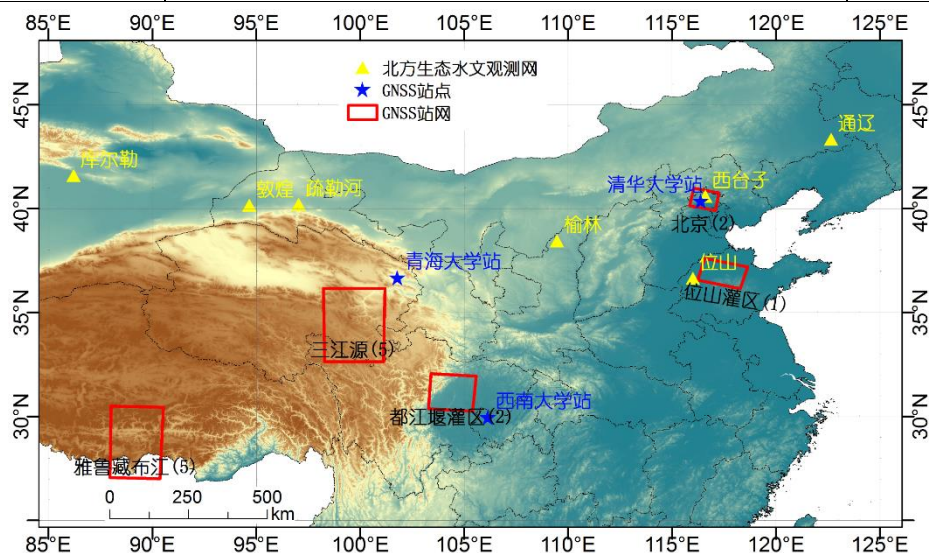 85°E 90°E 95°E 100°E 105°E 110°E 115°E 120°E 125°E
北方生态水文观测网
GNSS站点
GNSS站网
45°N
45°N
通辽
库尔勒
敦煌 疏勒河
清华大学站 西台子
40°N
40°N
北京(2)
榆林
青海大学站
位山
位山灌区(1)
35°N
35°N
三江源(5)
西南大学站
都江堰灌区(2)
30°N
30°N
雅鲁藏布江(5)
0 250 500
km
85°E 90°E 95°E 100°E 105°E 110°E 115°E 120°E 125°E